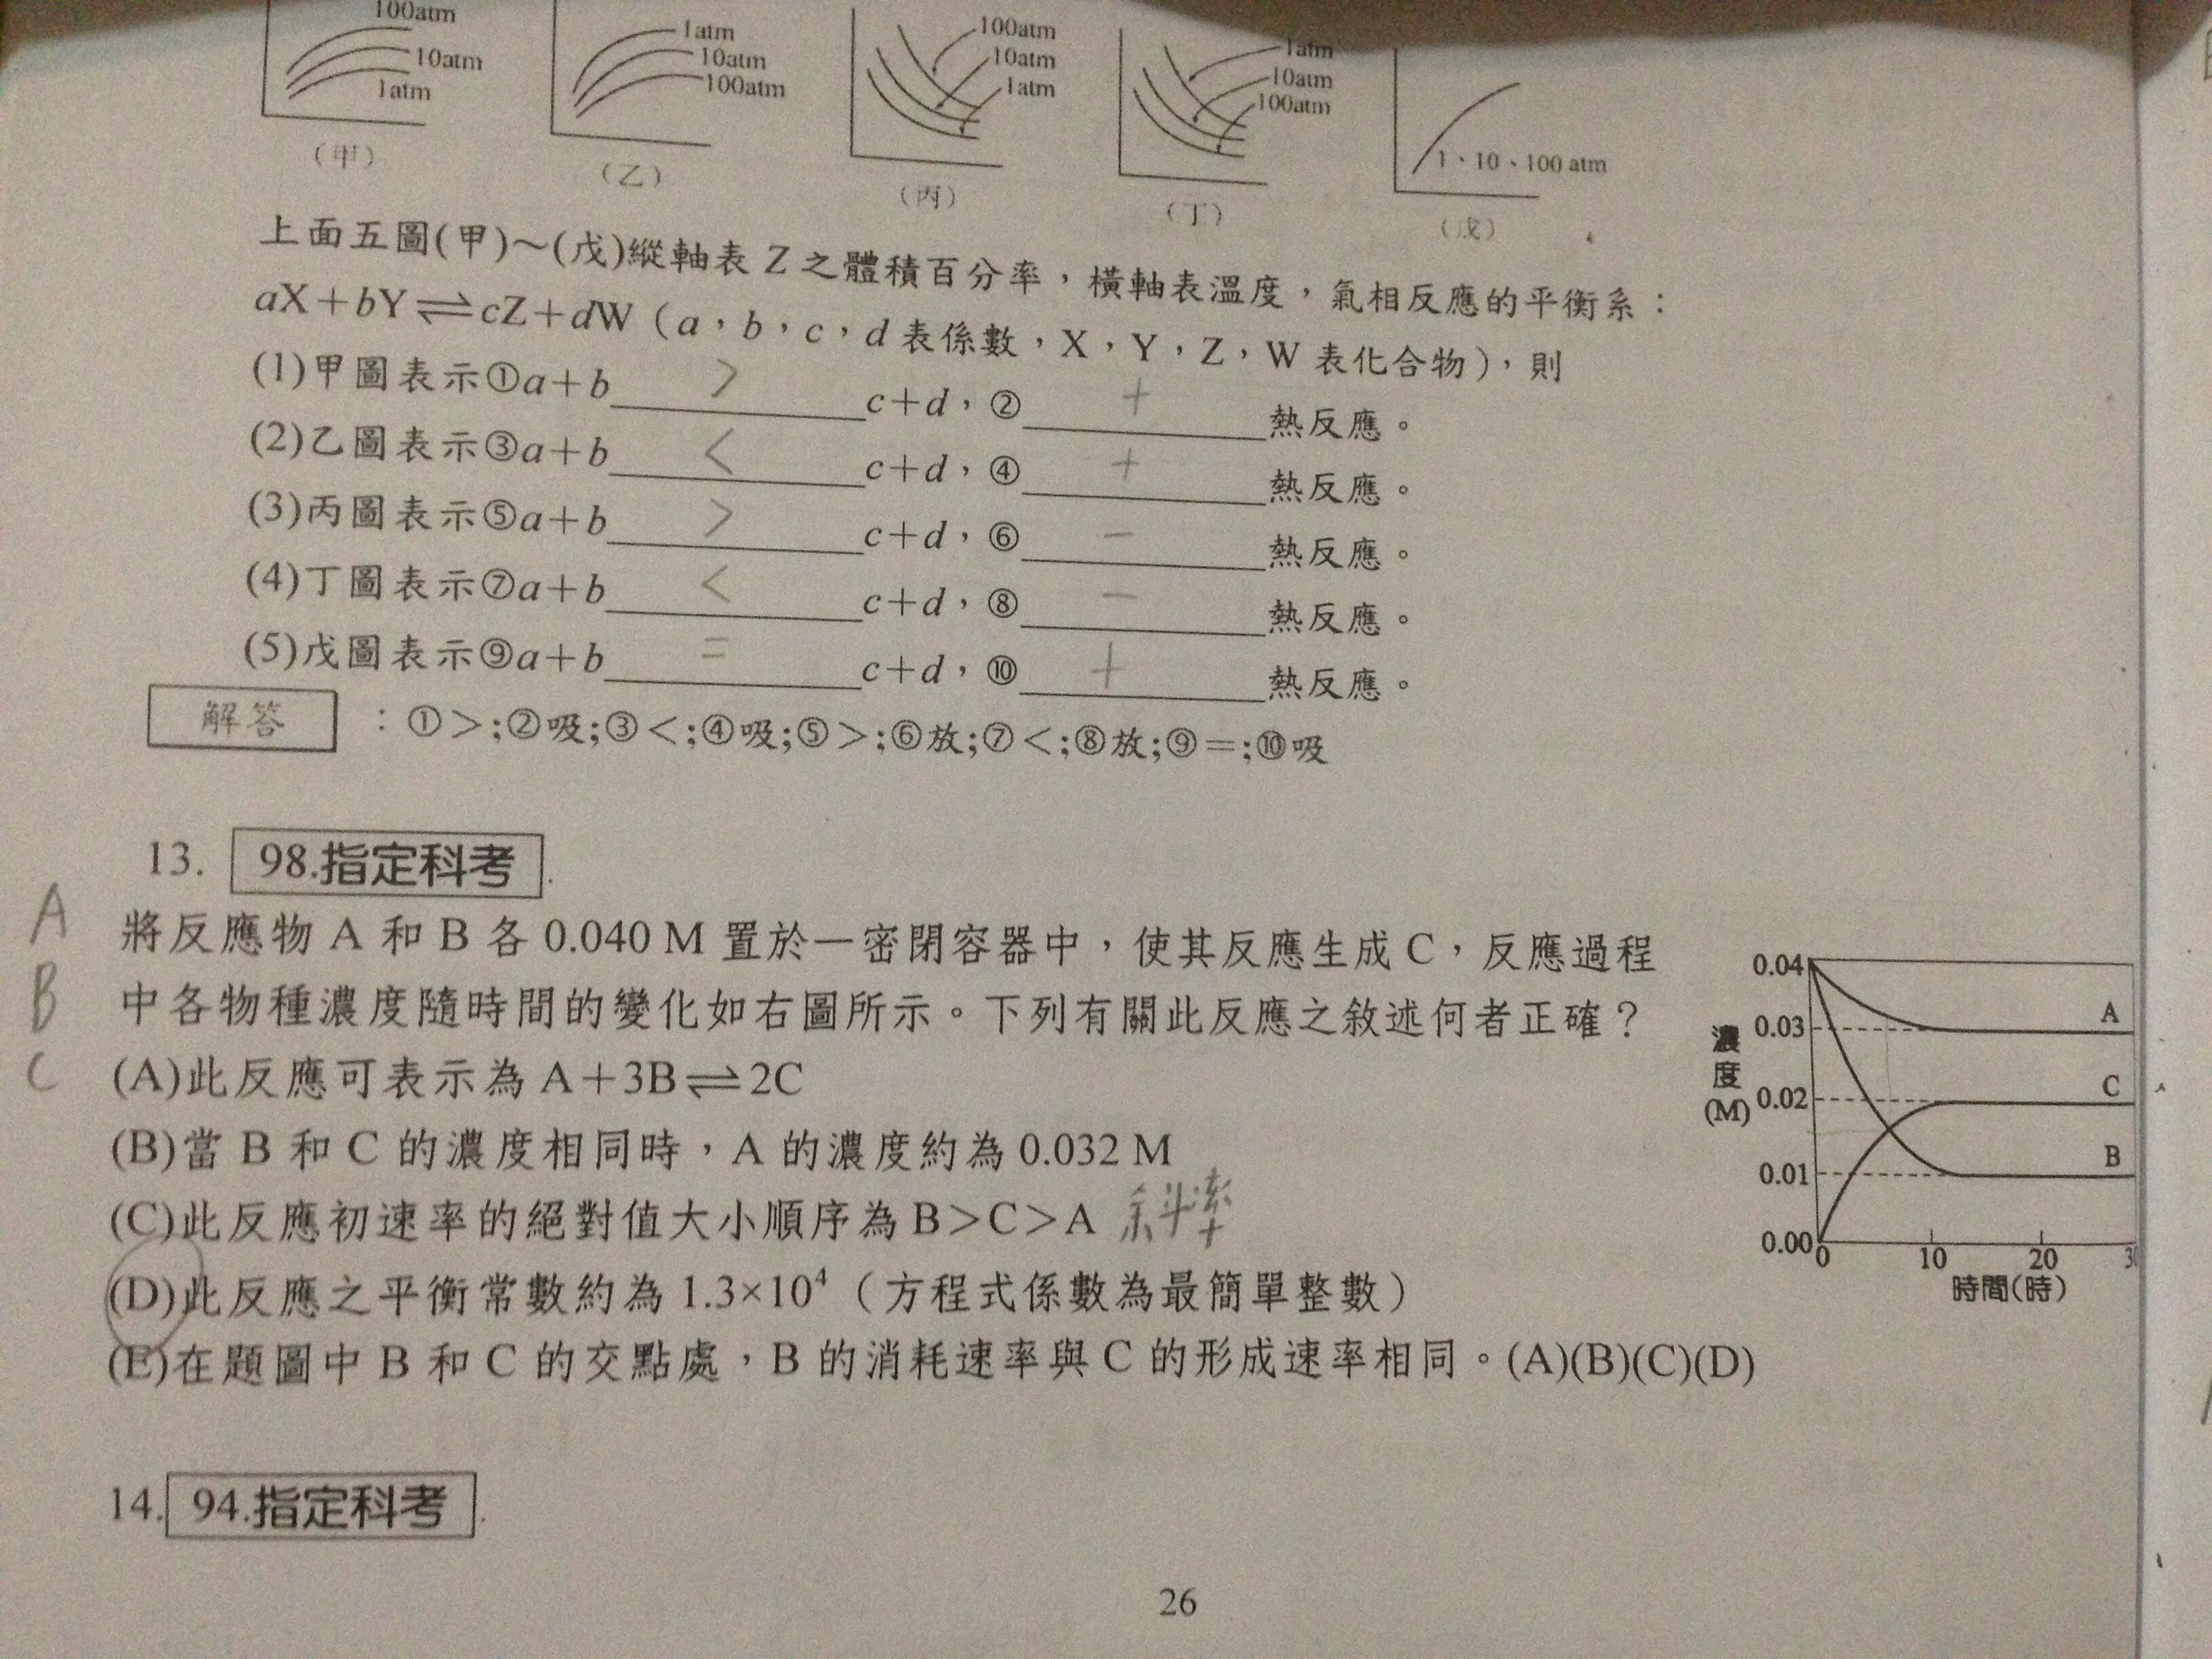 100atm
10atm
1atm
(甲)
1atm
10atm
100atm
(乙)
100atm
10atm
1atm
(丙)
1atm
10atm
100atm
(丁)
1、10、100 atm
(戊)
上面五圖(甲)～(戊)縱軸表 Z 之體積百分率，橫軸表溫度，氣相反應的平衡系：
aX＋bY⇌cZ＋dW（a，b，c，d 表係數，X，Y，Z，W 表化合物），則
(1)甲圖表示①a＋b > c＋d，② + 熱反應。
(2)乙圖表示③a＋b < c＋d，④ + 熱反應。
(3)丙圖表示⑤a＋b > c＋d，⑥ − 熱反應。
(4)丁圖表示⑦a＋b < c＋d，⑧ − 熱反應。
(5)戊圖表示⑨a＋b = c＋d，⑩ + 熱反應。
解答 ：①＞;②吸;③＜;④吸;⑤＞;⑥放;⑦＜;⑧放;⑨＝;⑩吸
13. 98.指定科考.
A
B
C
將反應物 A 和 B 各 0.040 M 置於一密閉容器中，使其反應生成 C，反應過程
中各物種濃度隨時間的變化如右圖所示。下列有關此反應之敘述何者正確？
(A)此反應可表示為 A＋3B⇌2C
(B)當 B 和 C 的濃度相同時，A 的濃度約為 0.032 M
(C)此反應初速率的絕對值大小順序為 B＞C＞A 斜率
(D)此反應之平衡常數約為 1.3×10⁴（方程式係數為最簡單整數）
(E)在題圖中 B 和 C 的交點處，B 的消耗速率與 C 的形成速率相同。(A)(B)(C)(D)
濃度(M)
0.04
0.03
0.02
0.01
0.00
A
C
B
0 10 20
時間(時)
14. 94.指定科考.
26